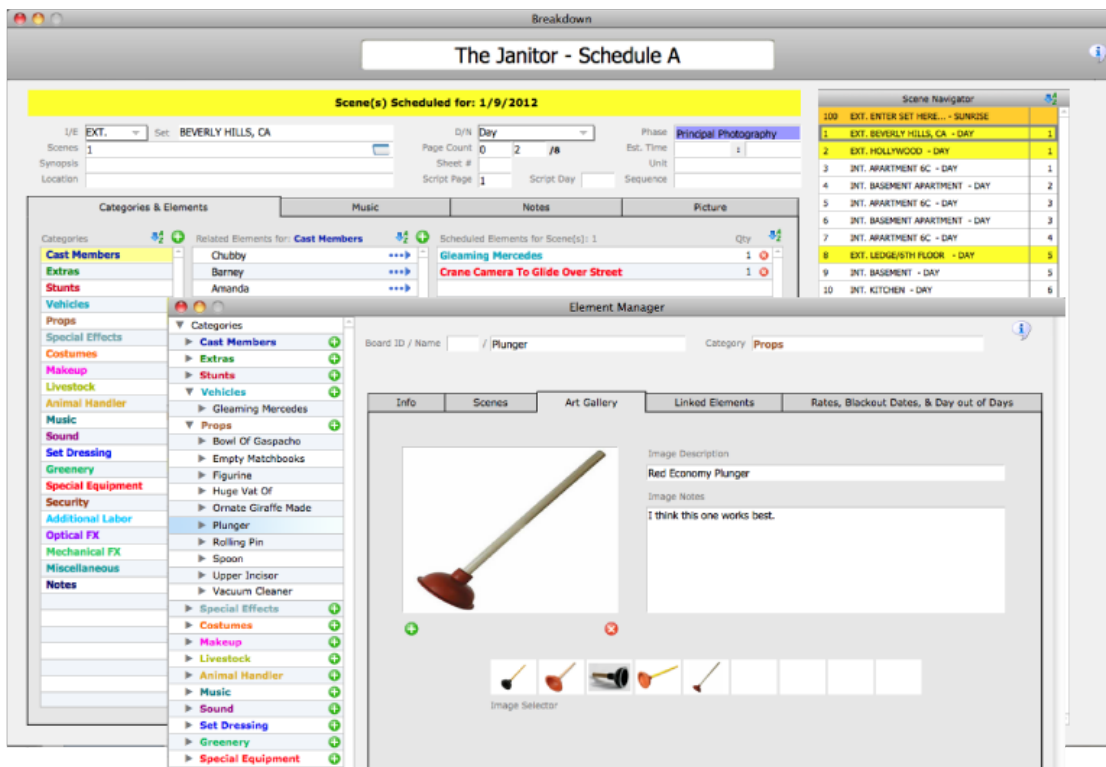 Breakdown
The Janitor - Schedule A
Scene(s) Scheduled for: 1/9/2012
I/E EXT. Set BEVERLY HILLS, CA D/N Day Phase Principal Photography
Scenes 1 Page Count 0 2 /8 Est. Time :
Synopsis Sheet # Unit
Location Script Page 1 Script Day Sequence
Categories & Elements Music Notes Picture
Categories Related Elements for: Cast Members Scheduled Elements for Scene(s): 1 Qty
Cast Members Chubby Gleaming Mercedes 1
Extras Barney Crane Camera To Glide Over Street 1
Stunts Amanda
Vehicles
Props
Special Effects
Costumes
Makeup
Livestock
Animal Handler
Music
Sound
Set Dressing
Greenery
Special Equipment
Security
Additional Labor
Optical FX
Mechanical FX
Miscellaneous
Notes
Scene Navigator
100 EXT. ENTER SET HERE... - SUNRISE
1 EXT. BEVERLY HILLS, CA - DAY 1
2 EXT. HOLLYWOOD - DAY 1
3 INT. APARTMENT 6C - DAY 1
4 INT. BASEMENT APARTMENT - DAY 2
5 INT. APARTMENT 6C - DAY 3
6 INT. BASEMENT APARTMENT - DAY 3
7 INT. APARTMENT 6C - DAY 4
8 EXT. LEDGE/5TH FLOOR - DAY 5
9 INT. BASEMENT - DAY 5
10 INT. KITCHEN - DAY 6
Element Manager
Categories
Cast Members
Extras
Stunts
Vehicles
Gleaming Mercedes
Props
Bowl Of Gaspacho
Empty Matchbooks
Figurine
Huge Vat Of
Ornate Giraffe Made
Plunger
Rolling Pin
Spoon
Upper Incisor
Vacuum Cleaner
Special Effects
Costumes
Makeup
Livestock
Animal Handler
Music
Sound
Set Dressing
Greenery
Special Equipment
Board ID / Name / Plunger Category Props
Info Scenes Art Gallery Linked Elements Rates, Blackout Dates, & Day out of Days
Image Description
Red Economy Plunger
Image Notes
I think this one works best.
Image Selector